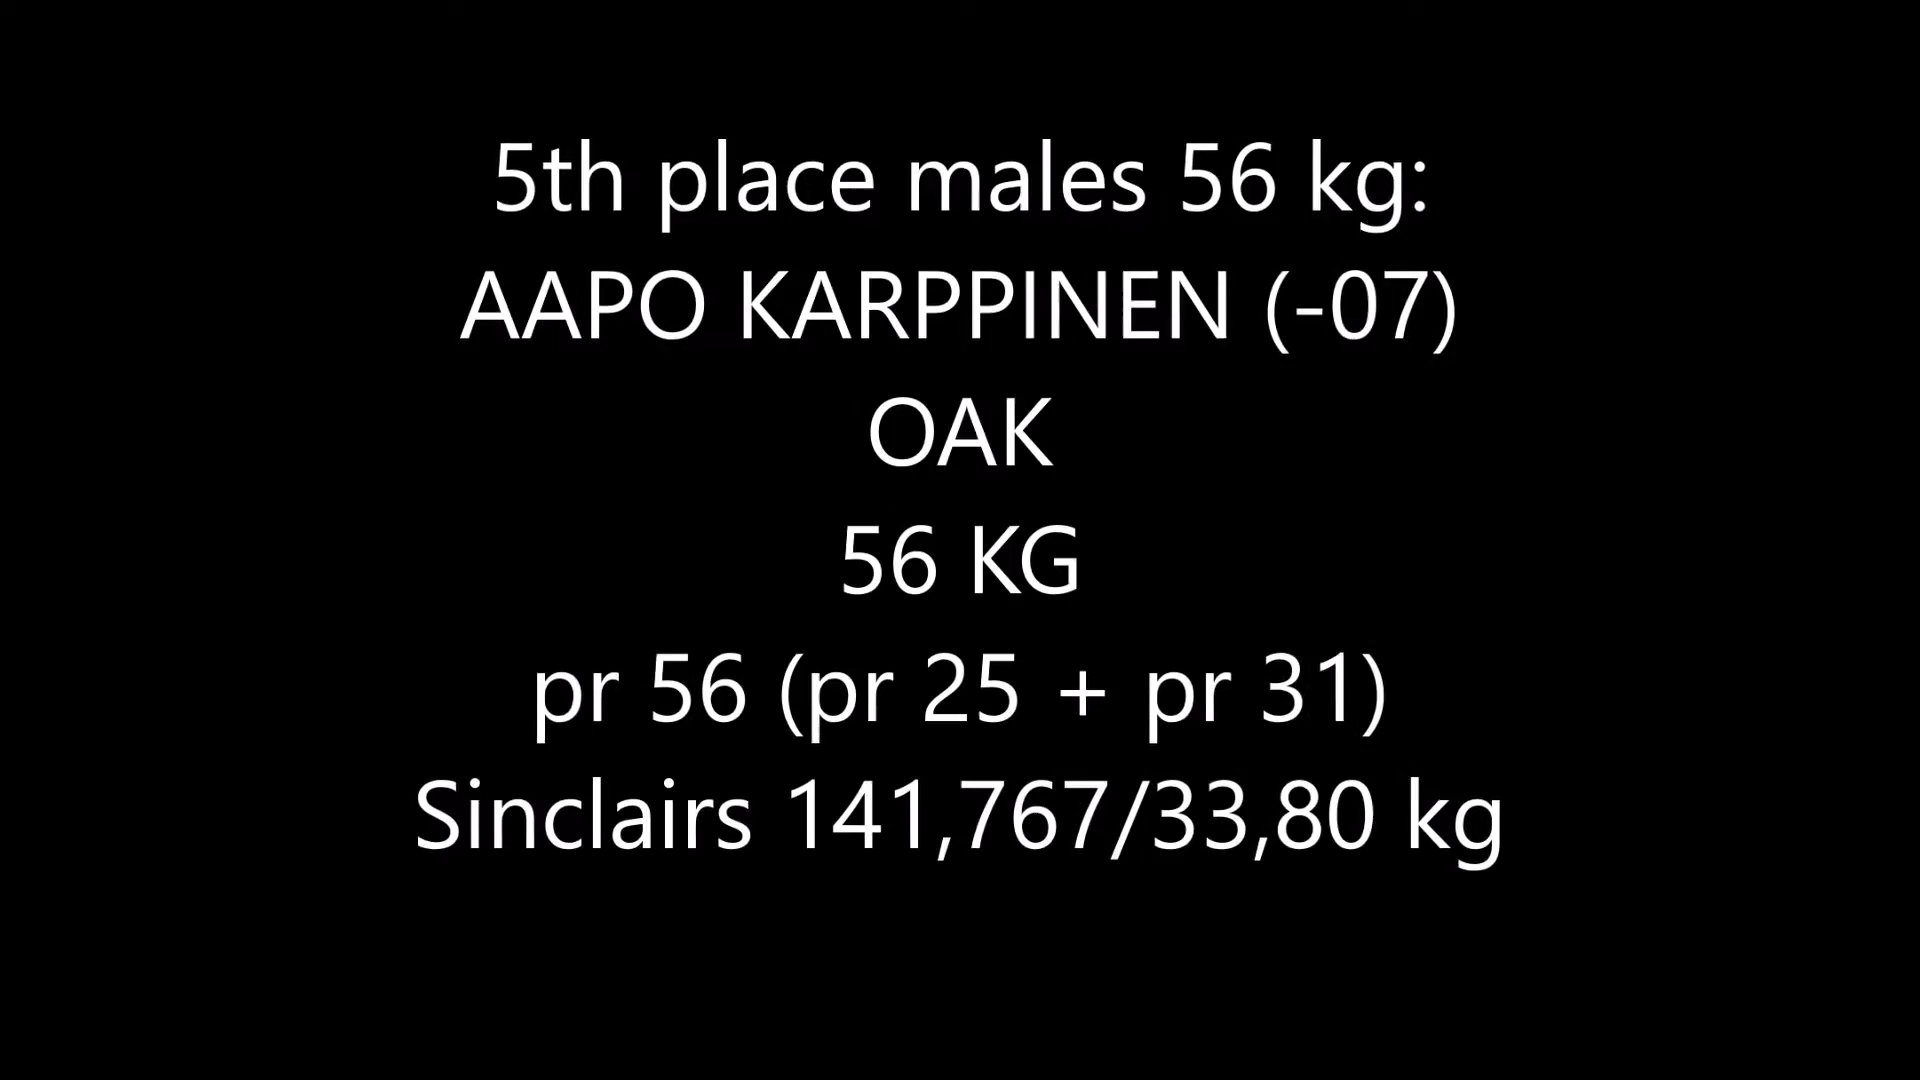 5th place males 56 kg:
AAPO KARPPINEN (-07)
OAK
56 KG
pr 56 (pr 25 + pr 31)
Sinclairs 141,767/33,80 kg